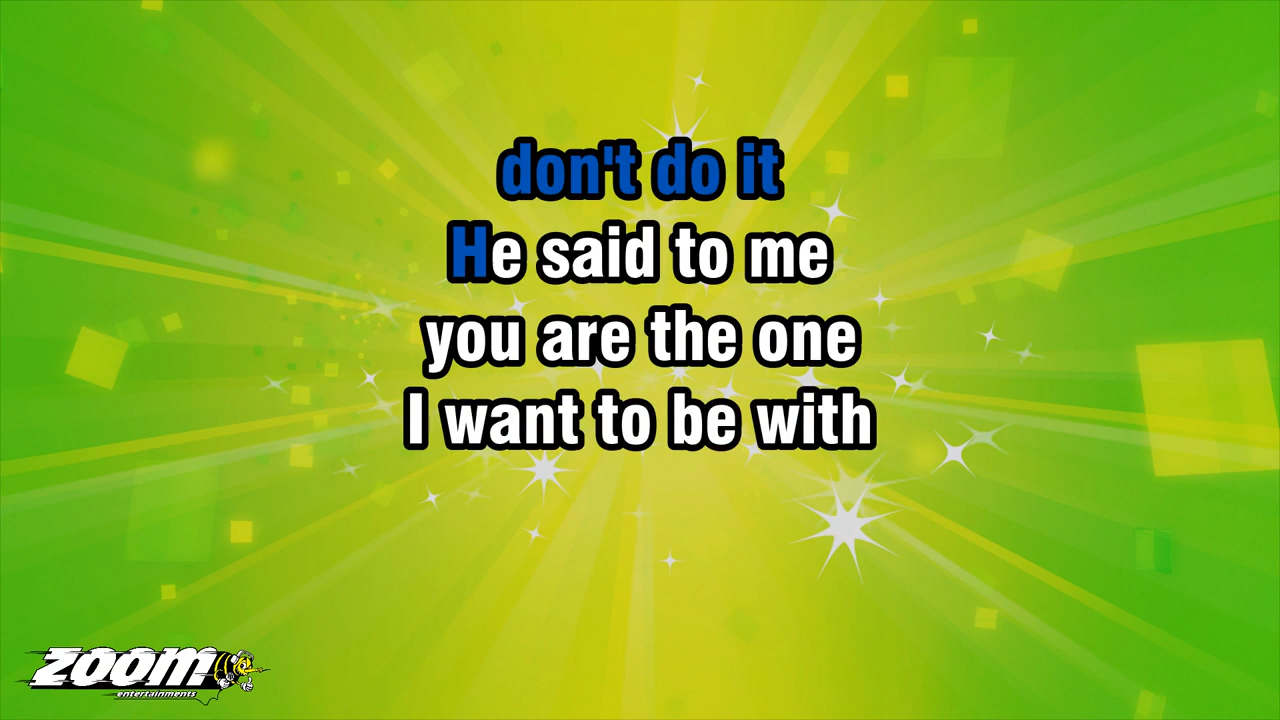 don't do it
He said to me
you are the one
I want to be with
ZOOM
entertainments